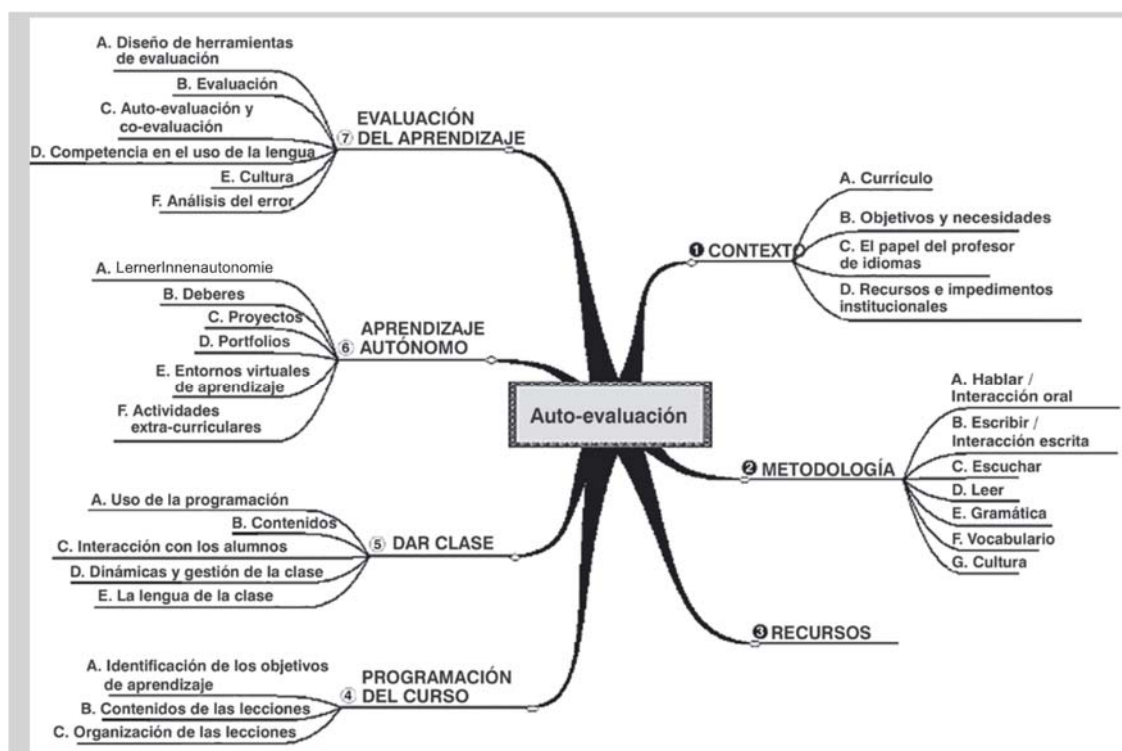 Auto-evaluación
❶ CONTEXTO
A. Currículo
B. Objetivos y necesidades
C. El papel del profesor
de idiomas
D. Recursos e impedimentos
institucionales
❷ METODOLOGÍA
A. Hablar /
Interacción oral
B. Escribir /
Interacción escrita
C. Escuchar
D. Leer
E. Gramática
F. Vocabulario
G. Cultura
❸ RECURSOS
④ PROGRAMACIÓN
DEL CURSO
A. Identificación de los objetivos
de aprendizaje
B. Contenidos de las lecciones
C. Organización de las lecciones
⑤ DAR CLASE
A. Uso de la programación
B. Contenidos
C. Interacción con los alumnos
D. Dinámicas y gestión de la clase
E. La lengua de la clase
⑥ APRENDIZAJE
AUTÓNOMO
A. LernerInnenautonomie
B. Deberes
C. Proyectos
D. Portfolios
E. Entornos virtuales
de aprendizaje
F. Actividades
extra-curriculares
⑦ EVALUACIÓN
DEL APRENDIZAJE
A. Diseño de herramientas
de evaluación
B. Evaluación
C. Auto-evaluación y
co-evaluación
D. Competencia en el uso de la lengua
E. Cultura
F. Análisis del error